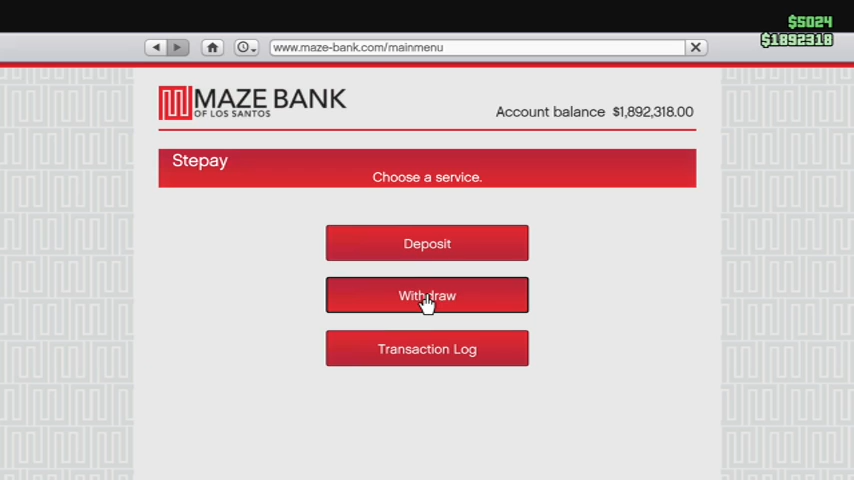 $5024
$1892318
www.maze-bank.com/mainmenu
MAZE BANK
OF LOS SANTOS
Account balance $1,892,318.00
Stepay
Choose a service.
Deposit
Withdraw
Transaction Log